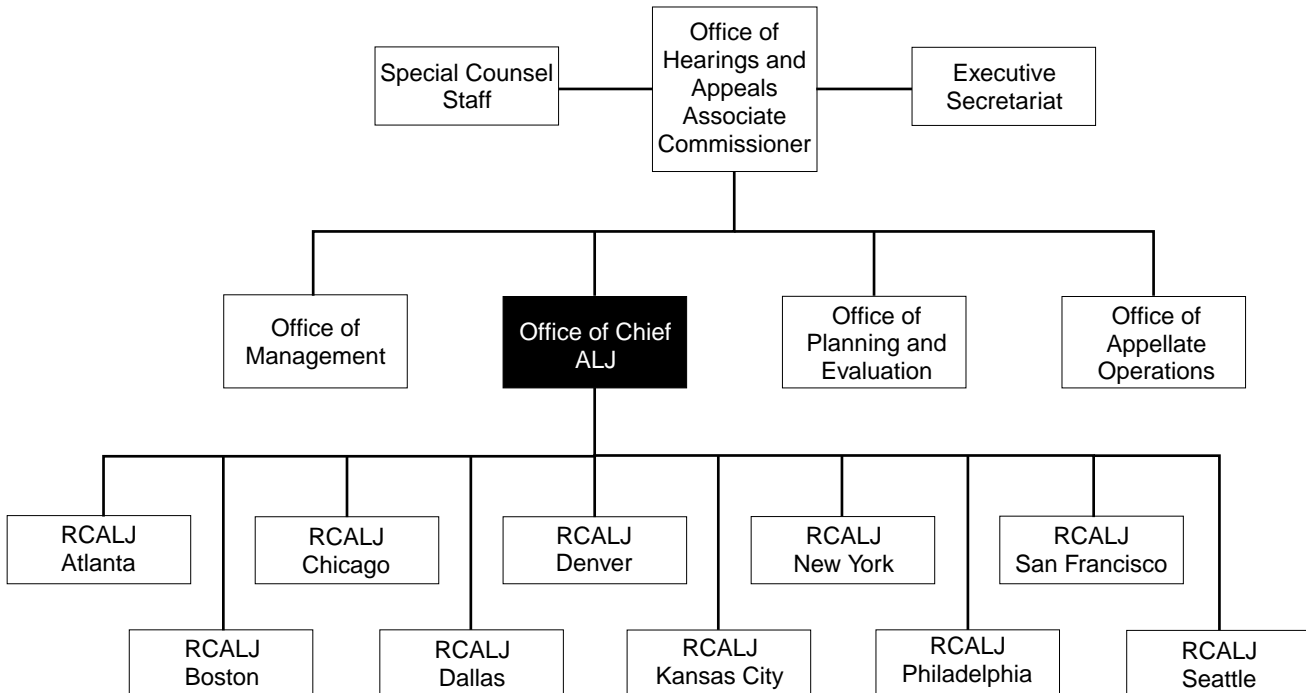 Special Counsel
Staff
Office of
Hearings and
Appeals
Associate
Commissioner
Executive
Secretariat
Office of
Management
Office of Chief
ALJ
Office of
Planning and
Evaluation
Office of
Appellate
Operations
RCALJ
Atlanta
RCALJ
Chicago
RCALJ
Denver
RCALJ
New York
RCALJ
San Francisco
RCALJ
Boston
RCALJ
Dallas
RCALJ
Kansas City
RCALJ
Philadelphia
RCALJ
Seattle